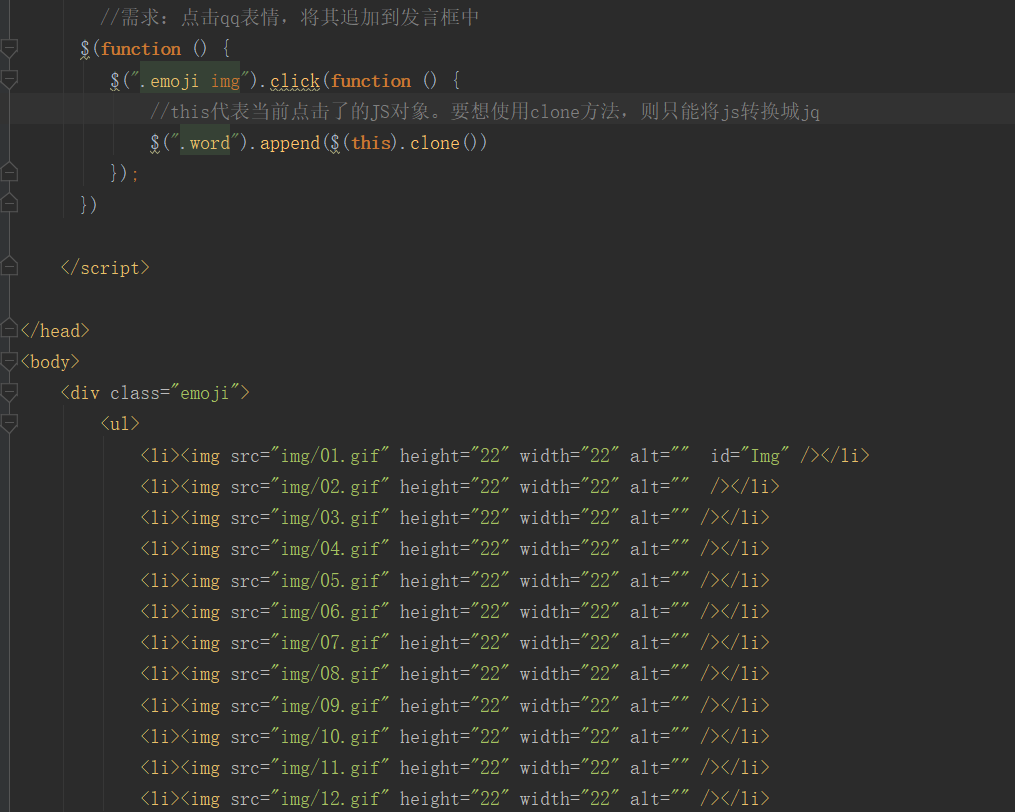 //需求：点击qq表情，将其追加到发言框中
$(function () {
$(".emoji img").click(function () {
//this代表当前点击了的JS对象。要想使用clone方法，则只能将js转换城jq
$(".word").append($(this).clone())
});
})
</script>
</head>
<body>
<div class="emoji">
<ul>
<li><img src="img/01.gif" height="22" width="22" alt=""  id="Img" /></li>
<li><img src="img/02.gif" height="22" width="22" alt=""  /></li>
<li><img src="img/03.gif" height="22" width="22" alt="" /></li>
<li><img src="img/04.gif" height="22" width="22" alt="" /></li>
<li><img src="img/05.gif" height="22" width="22" alt="" /></li>
<li><img src="img/06.gif" height="22" width="22" alt="" /></li>
<li><img src="img/07.gif" height="22" width="22" alt="" /></li>
<li><img src="img/08.gif" height="22" width="22" alt="" /></li>
<li><img src="img/09.gif" height="22" width="22" alt="" /></li>
<li><img src="img/10.gif" height="22" width="22" alt="" /></li>
<li><img src="img/11.gif" height="22" width="22" alt="" /></li>
<li><img src="img/12.gif" height="22" width="22" alt="" /></li>